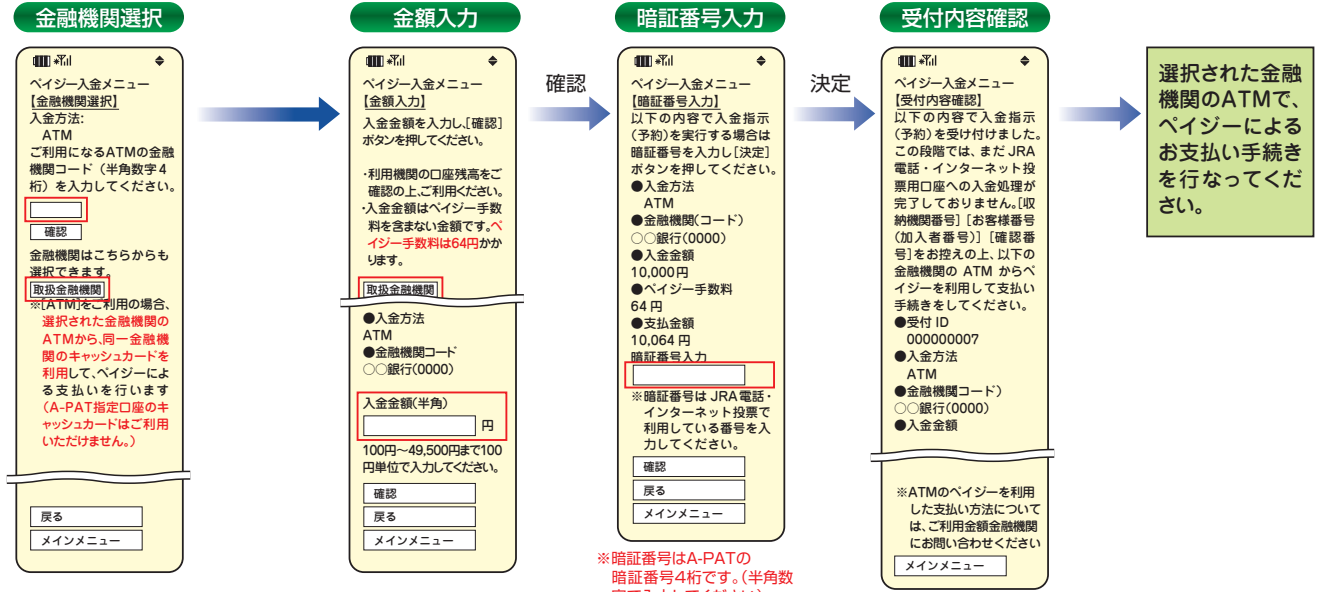 金融機関選択
ペイジー入金メニュー
【金融機関選択】
入金方法:
ATM
ご利用になるATMの金融
機関コード（半角数字4
桁）を入力してください。
確認
金融機関はこちらからも
選択できます。
取扱金融機関
※[ATM]をご利用の場合、
選択された金融機関の
ATMから、同一金融機
関のキャッシュカードを
利用して、ペイジーによ
る支払いを行います
（A-PAT指定口座のキ
ャッシュカードはご利用
いただけません。）
戻る
メインメニュー
金額入力
ペイジー入金メニュー
【金額入力】
入金金額を入力し、[確認]
ボタンを押してください。
・利用機関の口座残高をご
確認の上、ご利用ください。
・入金金額はペイジー手数
料を含まない金額です。ペ
イジー手数料は64円かか
ります。
取扱金融機関
●入金方法
ATM
●金融機関コード
○○銀行(0000)
入金金額(半角)
円
100円～49,500円まで100
円単位で入力してください。
確認
戻る
メインメニュー
確認
暗証番号入力
ペイジー入金メニュー
【暗証番号入力】
以下の内容で入金指示
(予約)を実行する場合は
暗証番号を入力し[決定]
ボタンを押してください。
●入金方法
ATM
●金融機関(コード)
○○銀行(0000)
●入金金額
10,000円
●ペイジー手数料
64 円
●支払金額
10,064 円
暗証番号入力
※暗証番号は JRA電話・
インターネット投票で
利用している番号を入
力してください。
確認
戻る
メインメニュー
※暗証番号はA-PATの
暗証番号4桁です。(半角数
決定
受付内容確認
ペイジー入金メニュー
【受付内容確認】
以下の内容で入金指示
(予約)を受け付けました。
この段階では、まだ JRA
電話・インターネット投
票用口座への入金処理が
完了しておりません。[収
納機関番号] [お客様番号
(加入者番号)] [確認番
号]をお控えの上、以下の
金融機関の ATM からペ
イジーを利用して支払い
手続きをしてください。
●受付 ID
000000007
●入金方法
ATM
●金融機関コード)
○○銀行(0000)
●入金金額
※ATMのペイジーを利用
した支払い方法について
は、ご利用金額金融機関
にお問い合わせください
メインメニュー
選択された金融
機関のATMで、
ペイジーによる
お支払い手続き
を行なってくだ
さい。